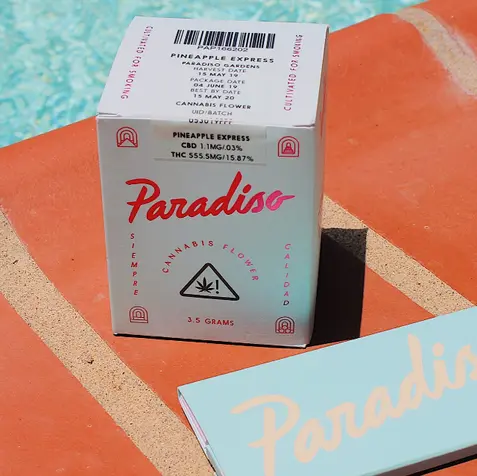 CULTIVATED FOR SMOKING
PAP166202
PINEAPPLE EXPRESS
PARADISO GARDENS
HARVEST DATE
15 MAY 19
PACKAGE DATE
04 JUNE 19
BEST BY DATE
15 MAY 20
CANNABIS FLOWER
UID/BATCH
CULTIVATED FOR SMOKING
PINEAPPLE EXPRESS
CBD 1.1MG/.03%
THC 555.5MG/15.87%
Paradiso
SIEMPRE
CANNABIS FLOWER
CALIDAD
!
3.5 GRAMS
Paradis